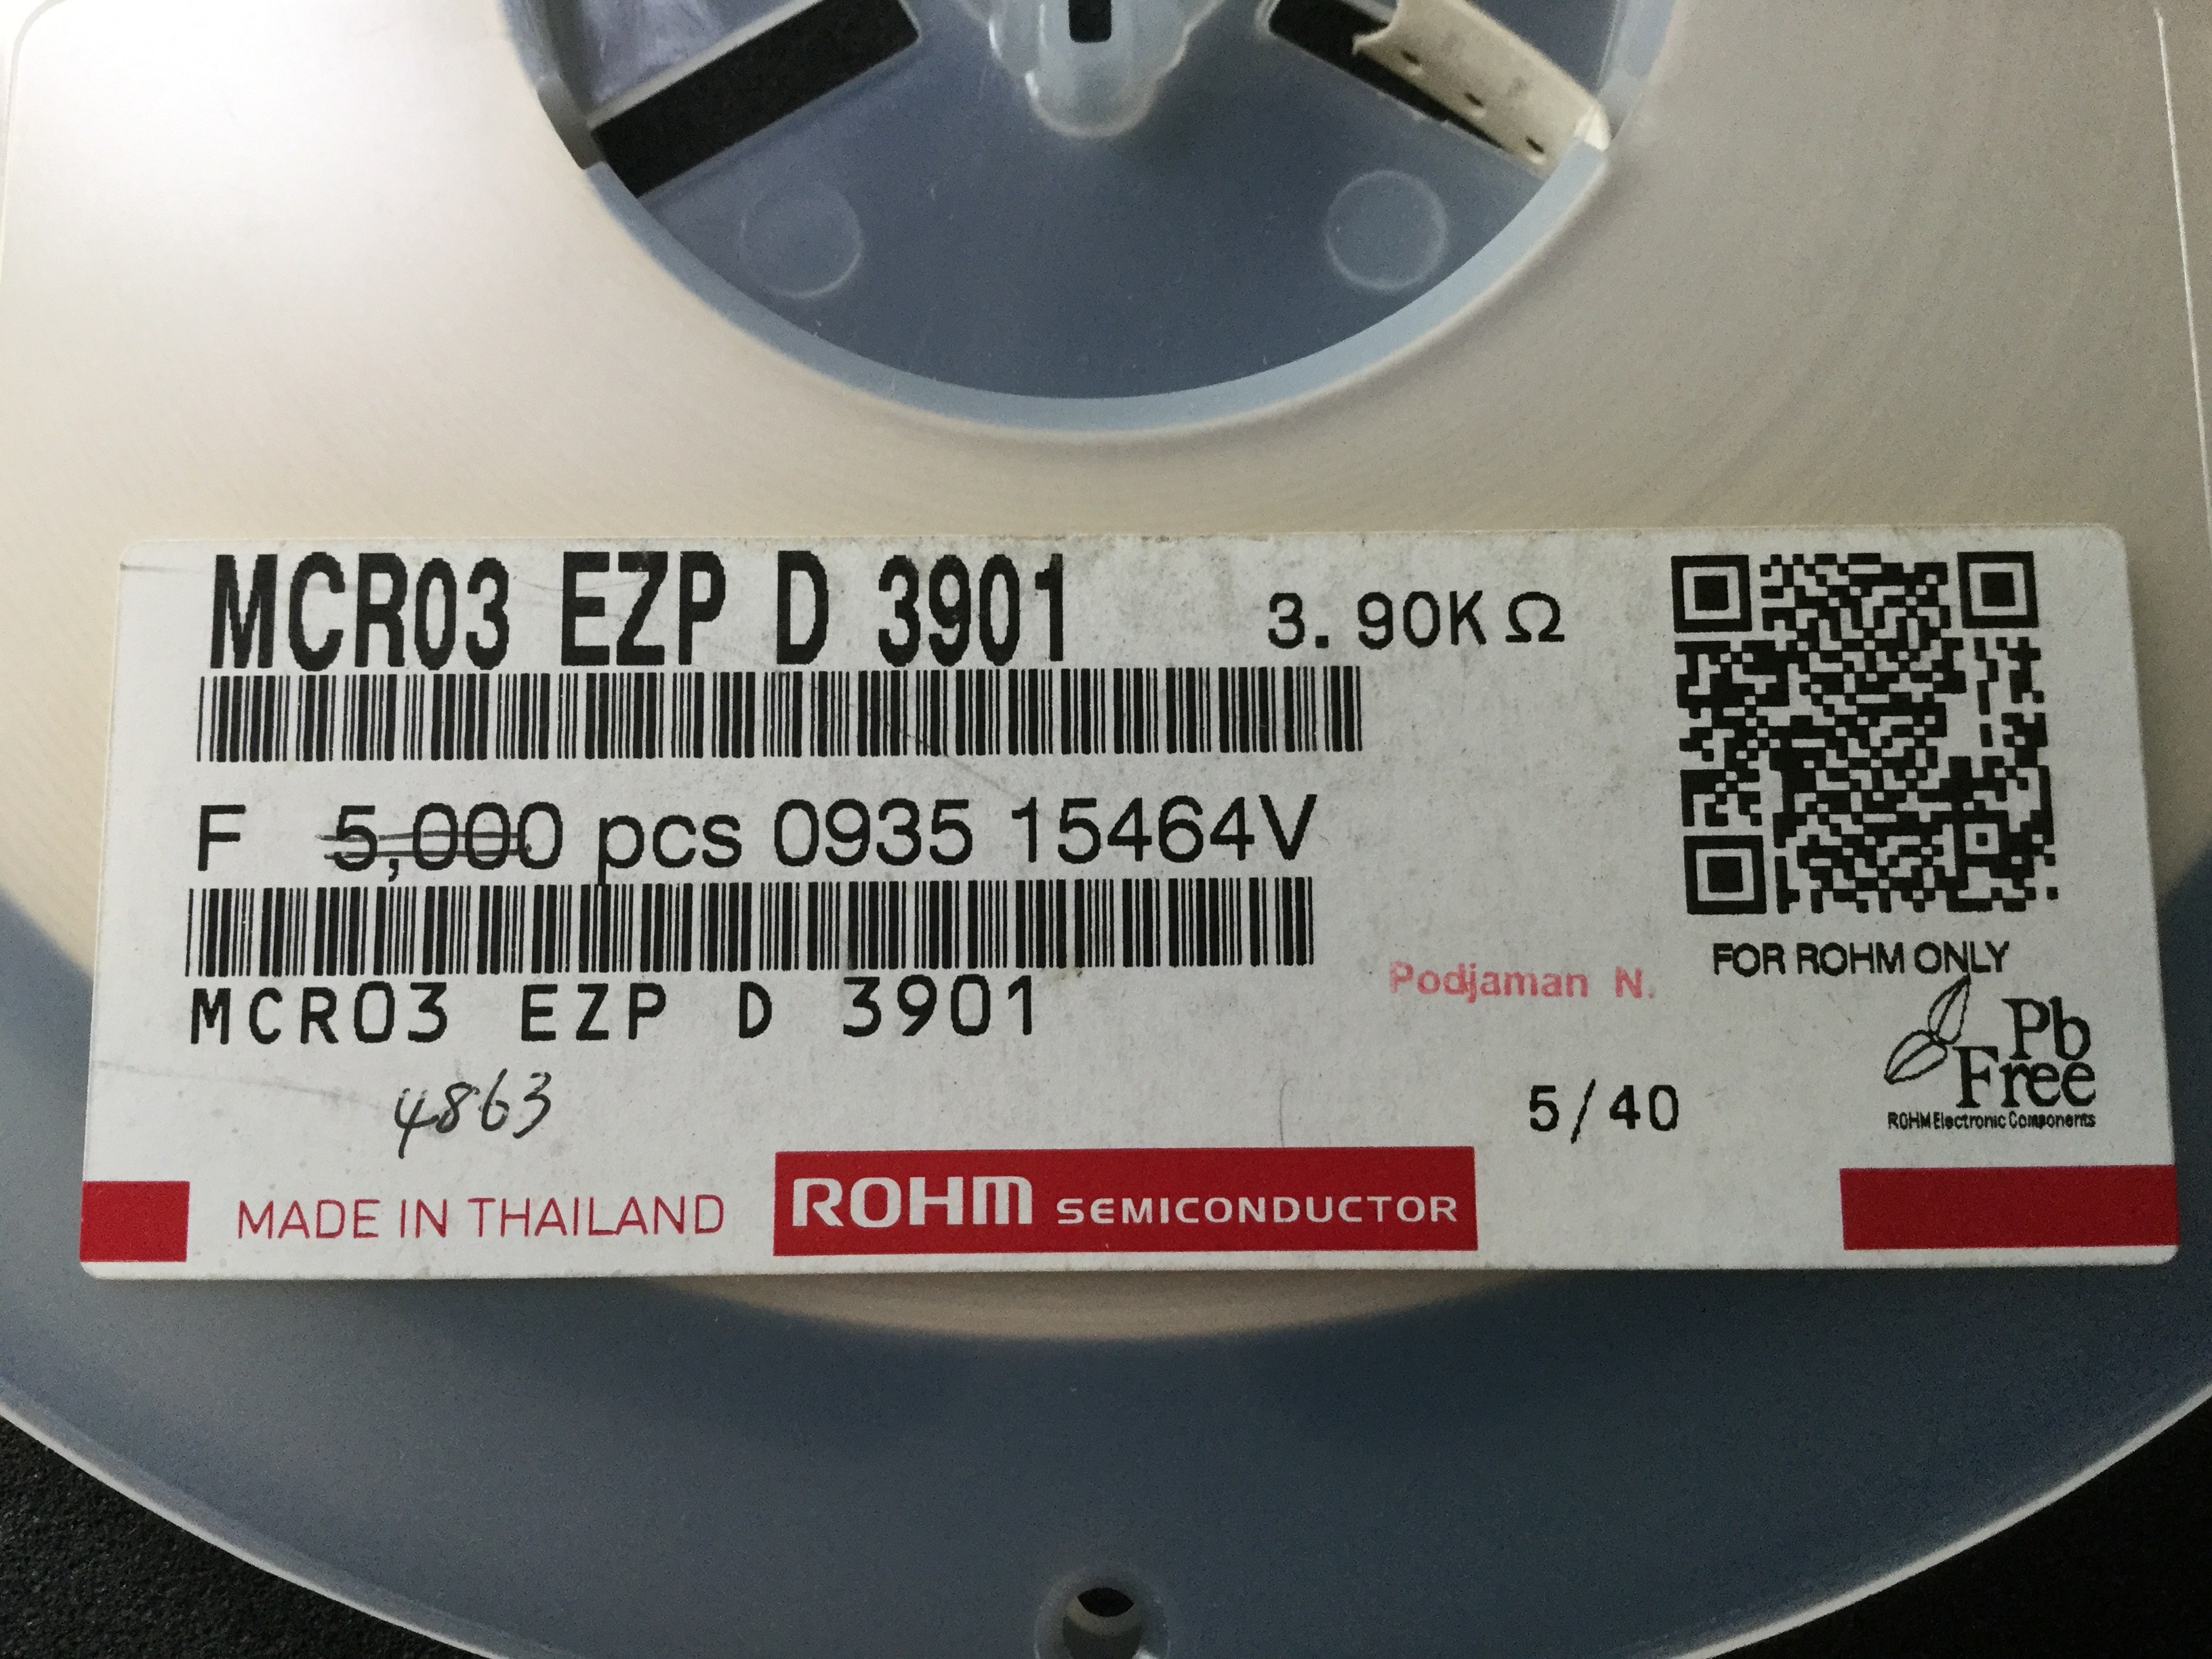 MCR03 EZP D 3901 3.90KΩ
F 5,000 pcs 0935 15464V
MCR03 EZP D 3901
Podjaman N.
FOR ROHM ONLY
4863
5/40
Pb
Free
ROHM Electronic Components
MADE IN THAILAND
ROHM SEMICONDUCTOR